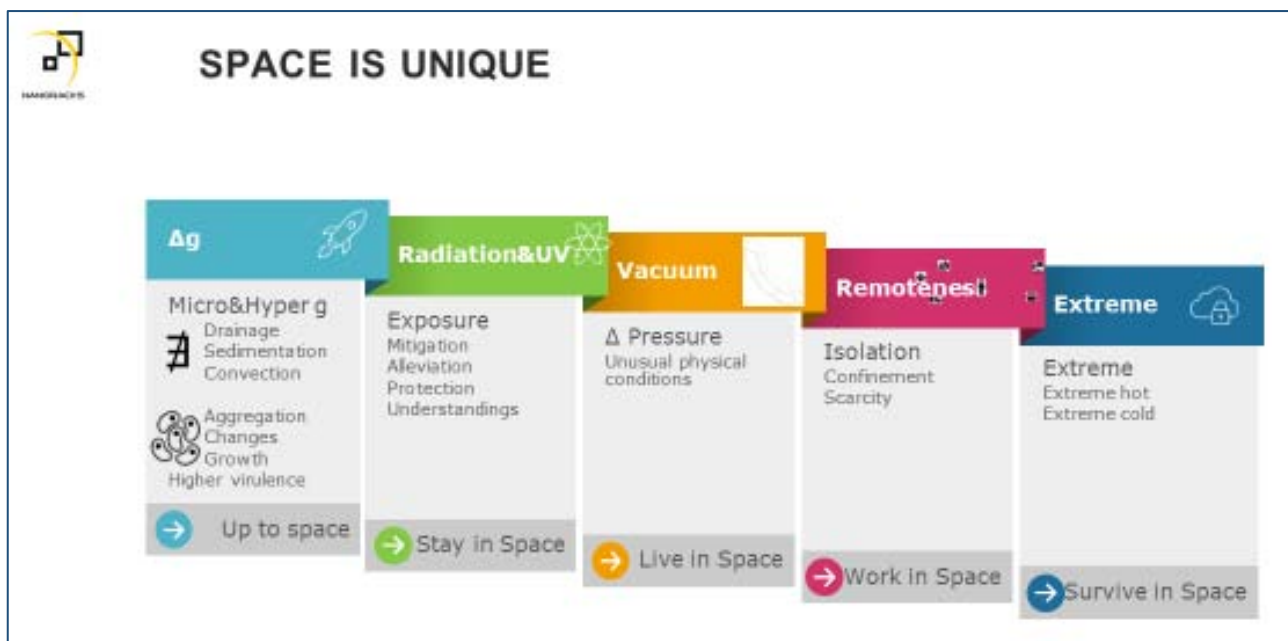 SPACE IS UNIQUE
Δg
Micro&Hyper g
∄
Drainage
Sedimentation
Convection
Aggregation
Changes
Growth
Higher virulence
Up to space
Radiation&UV
Exposure
Mitigation
Alleviation
Protection
Understandings
Stay in Space
Vacuum
Δ Pressure
Unusual physical
conditions
Live in Space
Remotenes
Isolation
Confinement
Scarcity
Work in Space
Extreme
Extreme
Extreme hot
Extreme cold
Survive in Space